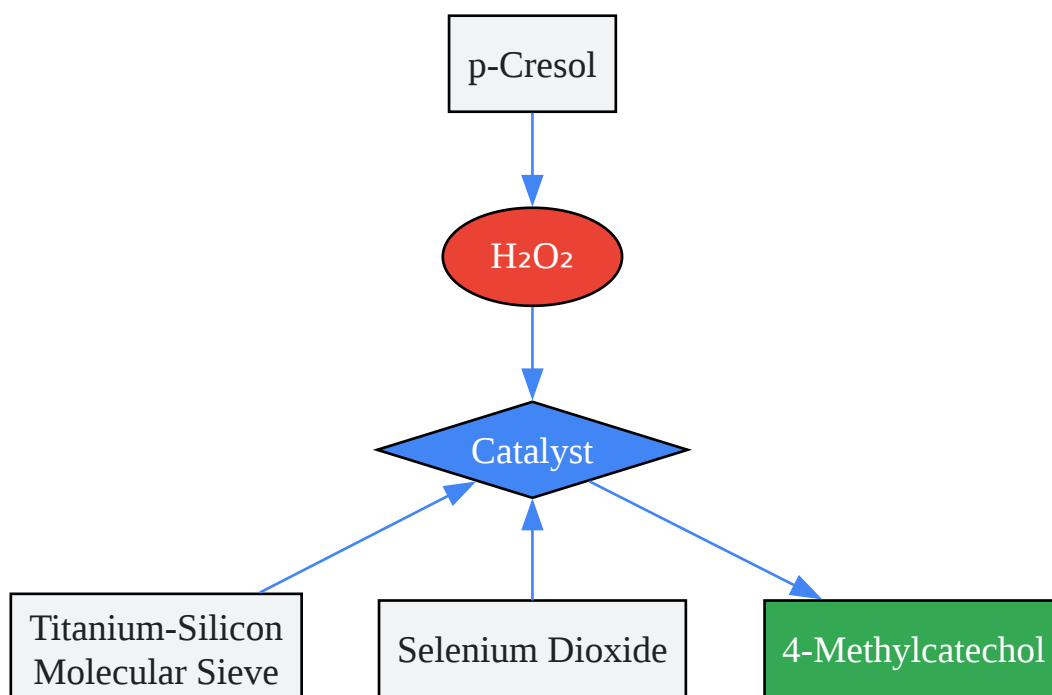 p-Cresol
H₂O₂
Catalyst
Titanium-Silicon
Molecular Sieve
Selenium Dioxide
4-Methylcatechol